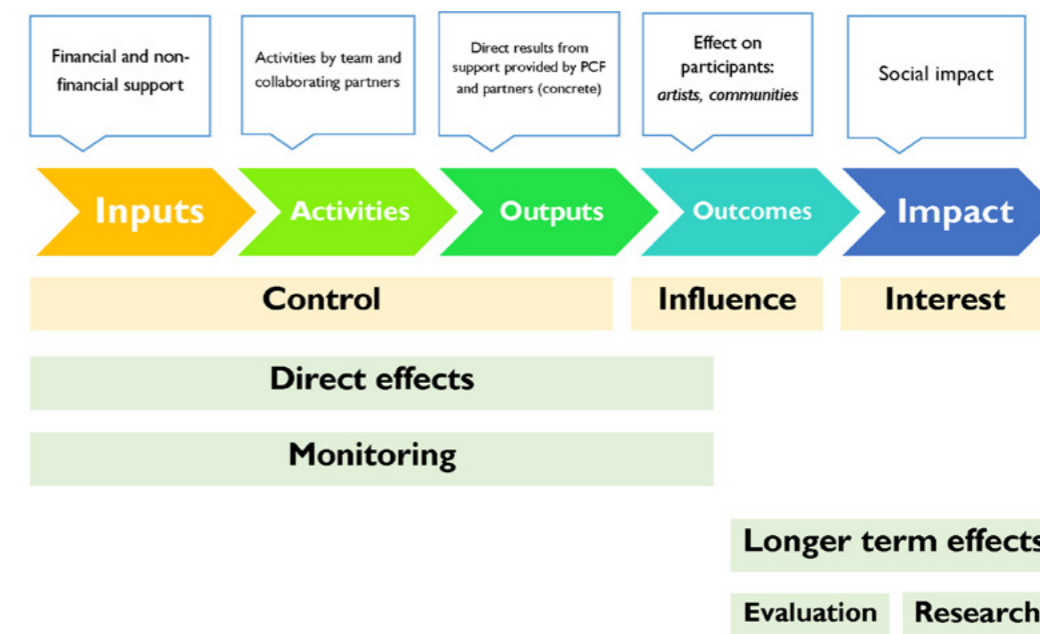 Financial and non-
financial support
Activities by team and
collaborating partners
Direct results from
support provided by PCF
and partners (concrete)
Effect on
participants:
artists, communities
Social impact
Inputs
Activities
Outputs
Outcomes
Impact
Control
Influence
Interest
Direct effects
Monitoring
Longer term effects
Evaluation
Research